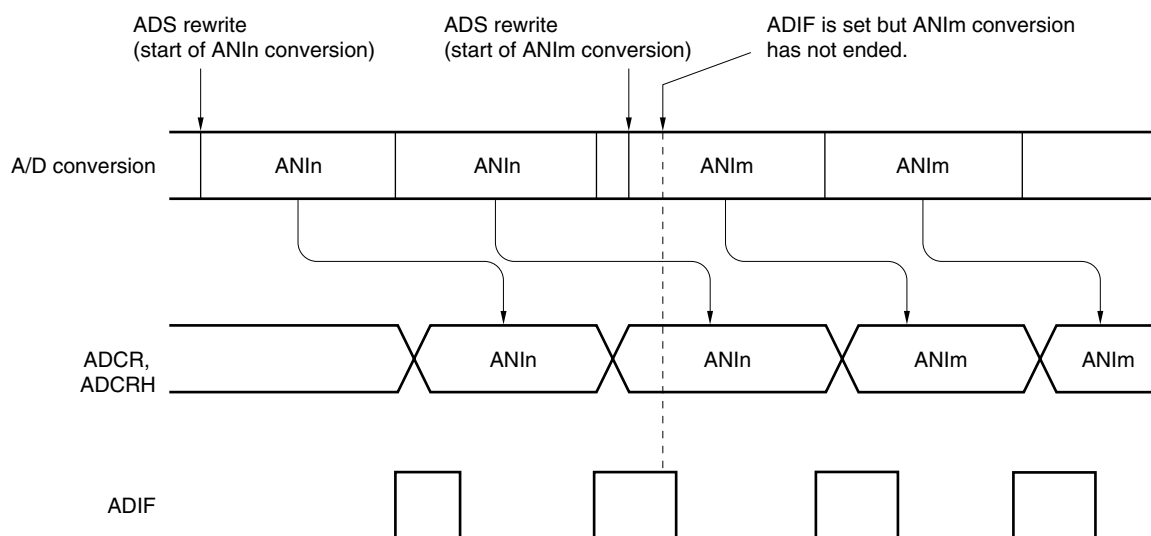 ADS rewrite
(start of ANIn conversion)
ADS rewrite
(start of ANIm conversion)
ADIF is set but ANIm conversion
has not ended.
A/D conversion
ANIn
ANIn
ANIm
ANIm
ADCR,
ADCRH
ANIn
ANIn
ANIm
ANIm
ADIF